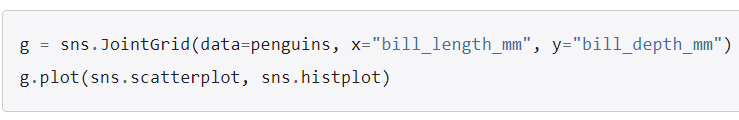 g = sns.JointGrid(data=penguins, x="bill_length_mm", y="bill_depth_mm")
g.plot(sns.scatterplot, sns.histplot)